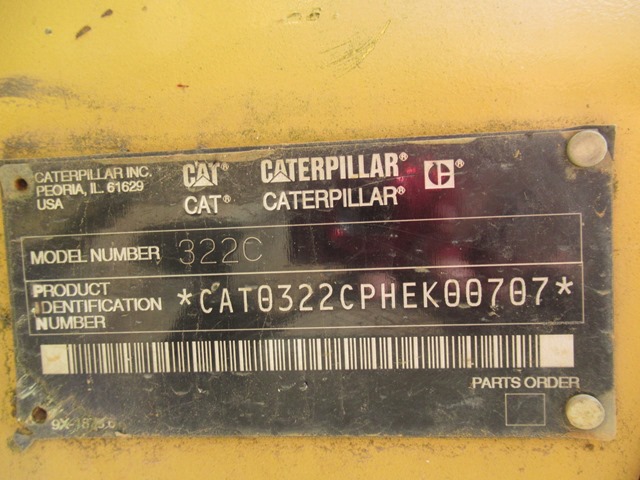 CATERPILLAR INC.
PEORIA, IL. 61629
USA
CAT® CATERPILLAR® C
CAT® CATERPILLAR®
MODEL NUMBER 322C
PRODUCT
IDENTIFICATION
NUMBER
*CAT0322CPHEK00707*
PARTS ORDER